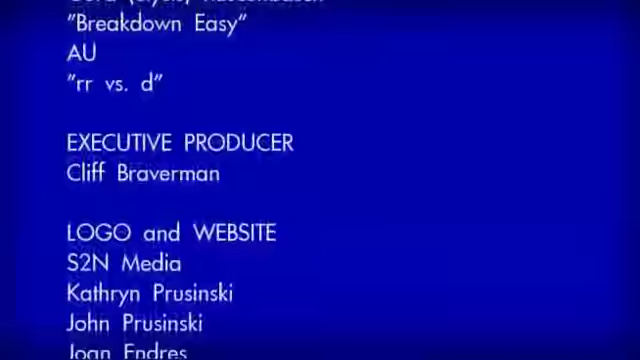 "Breakdown Easy"
AU
"rr vs. d"
EXECUTIVE PRODUCER
Cliff Braverman
LOGO and WEBSITE
S2N Media
Kathryn Prusinski
John Prusinski
Joan Endres